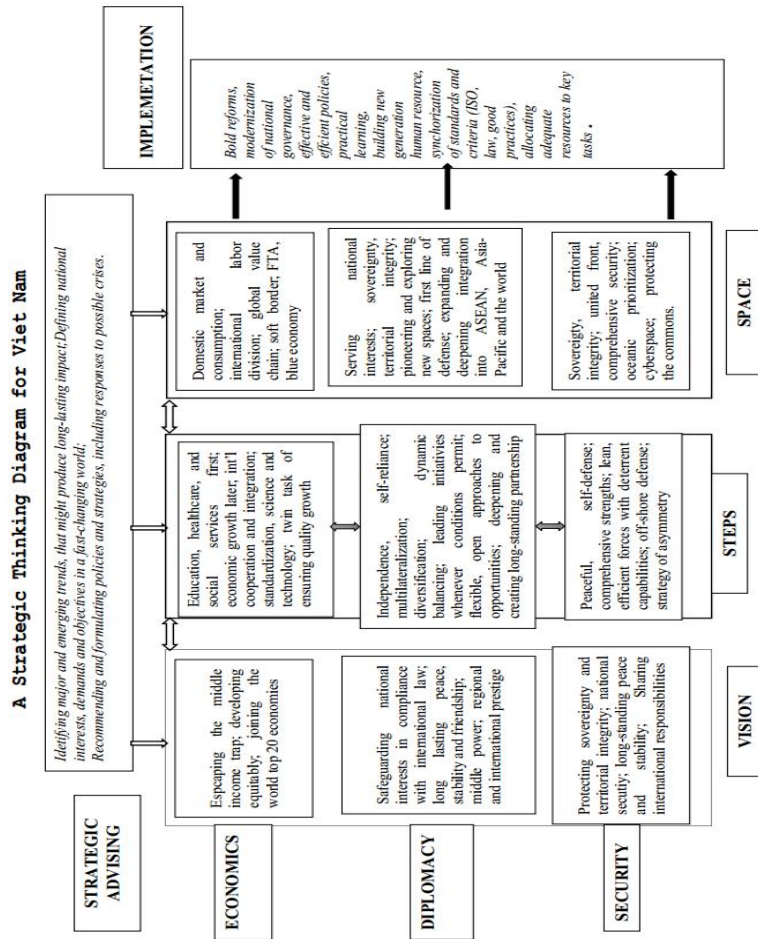 A Strategic Thinking Diagram for Viet Nam
STRATEGIC
ADVISING
Idetifying major and emerging trends, that might produce long-lasting impact;Defining national
interests, demands and objectives in a fast-changing world;
Recommending and formulating policies and strategies, including responses to possible crises.
IMPLEMETATION
ECONOMICS
Espcaping the middle
income trap; developing
equitably; joining the
world top 20 economies
Education, healthcare, and
social services first;
economic growth later; int'l
cooperation and integration;
standardization, science and
technology; twin task of
ensuring quality growth
Domestic market and
consumption;
international labor
division; global value
chain; soft border; FTA,
blue economy
Bold reforms,
modernization
of national
governance,
effective and
effcient policies,
practical
learning,
building new
generation
human resource,
synchorization
of standards and
criteria (ISO,
law, good
practices),
allocating
adequate
resources to key
tasks .
DIPLOMACY
Safeguarding national
interests in compliance
with international law;
long lasting peace,
stability and friendship;
middle power; regional
and international prestige
Independence, self-reliance;
multilateralization;
diversification; dynamic
balancing; leading intiativies
whenever conditions permit;
flexible, open approaches to
opportunities; deepening and
creating long-standing partnership
Serving national
interests; sovereignty,
territorial integrity;
pioneering and exploring
new spaces; first line of
defense; expanding and
deepening integration
into ASEAN, Asia-
Pacific and the world
SECURITY
Protecting sovereignty and
territorial integrity; national
secutiy; long-standing peace
and stability; Sharing
international responsibilities
Peaceful, self-defense;
comprehensive strengths; lean,
efficient forces with deterrent
capabilities; off-shore defense;
strategy of asymmetry
Soveregty, territorial
integrity; united front,
comprehensive security;
oceanic prioritization;
cyberspace; protecting
the commons.
VISION
STEPS
SPACE